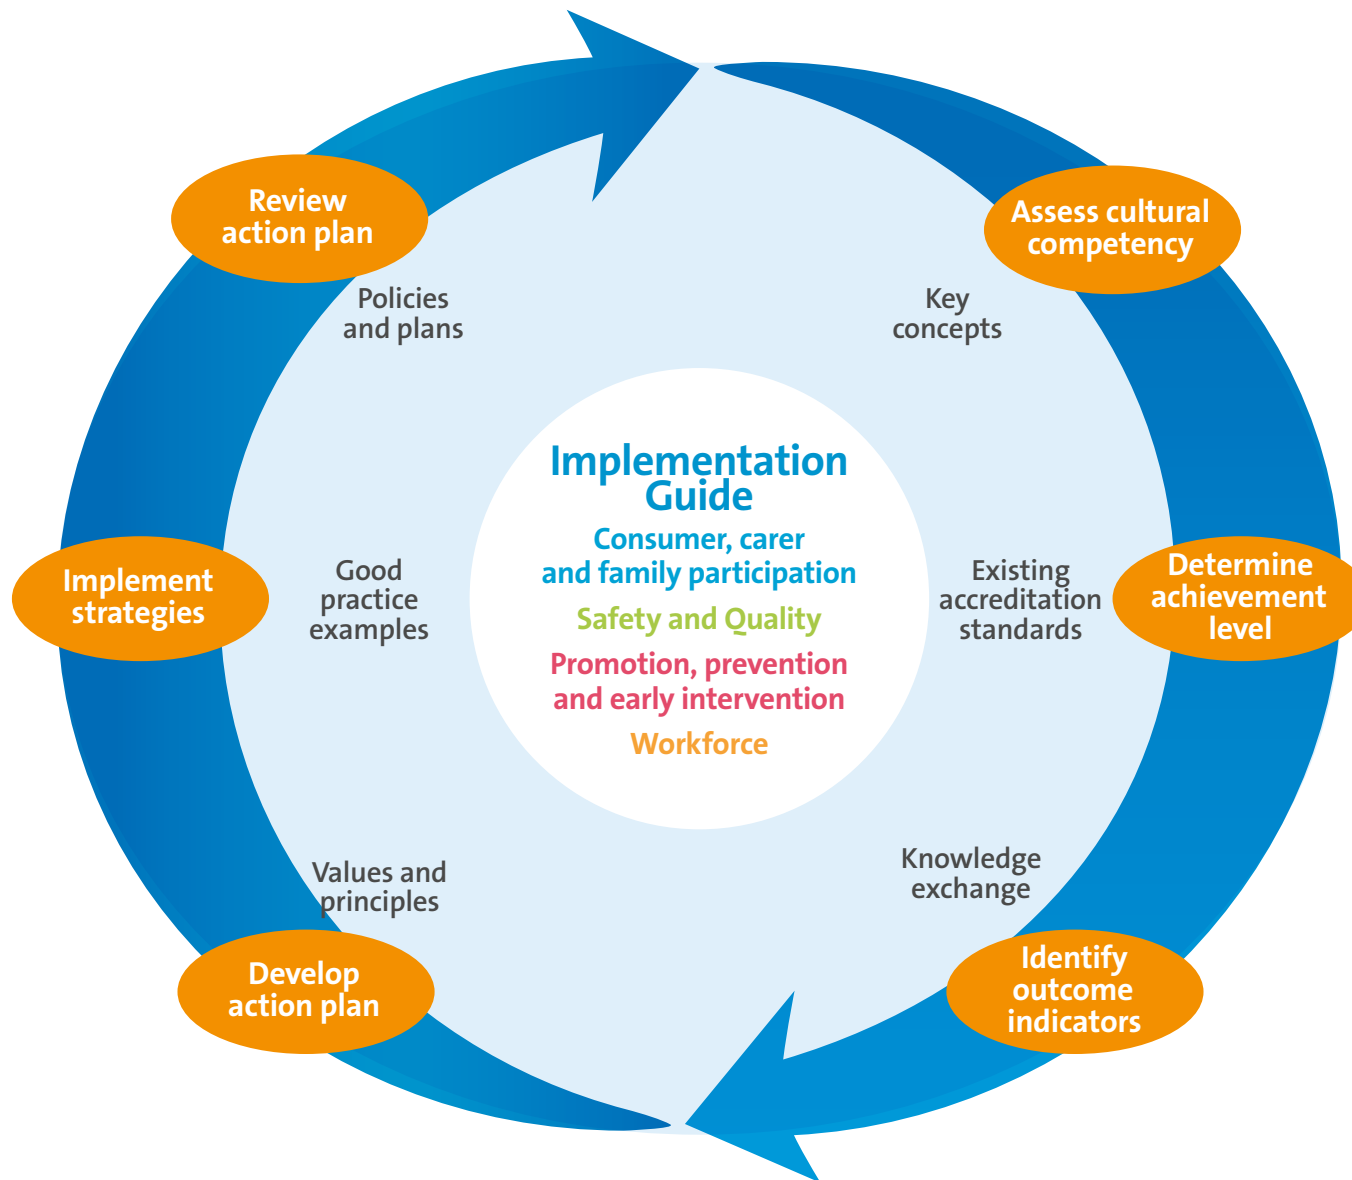 Review
action plan
Assess cultural
competency
Policies
and plans
Key
concepts
Implementation
Guide
Consumer, carer
and family participation
Safety and Quality
Promotion, prevention
and early intervention
Workforce
Implement
strategies
Good
practice
examples
Existing
accreditation
standards
Determine
achievement
level
Values and
principles
Knowledge
exchange
Develop
action plan
Identify
outcome
indicators